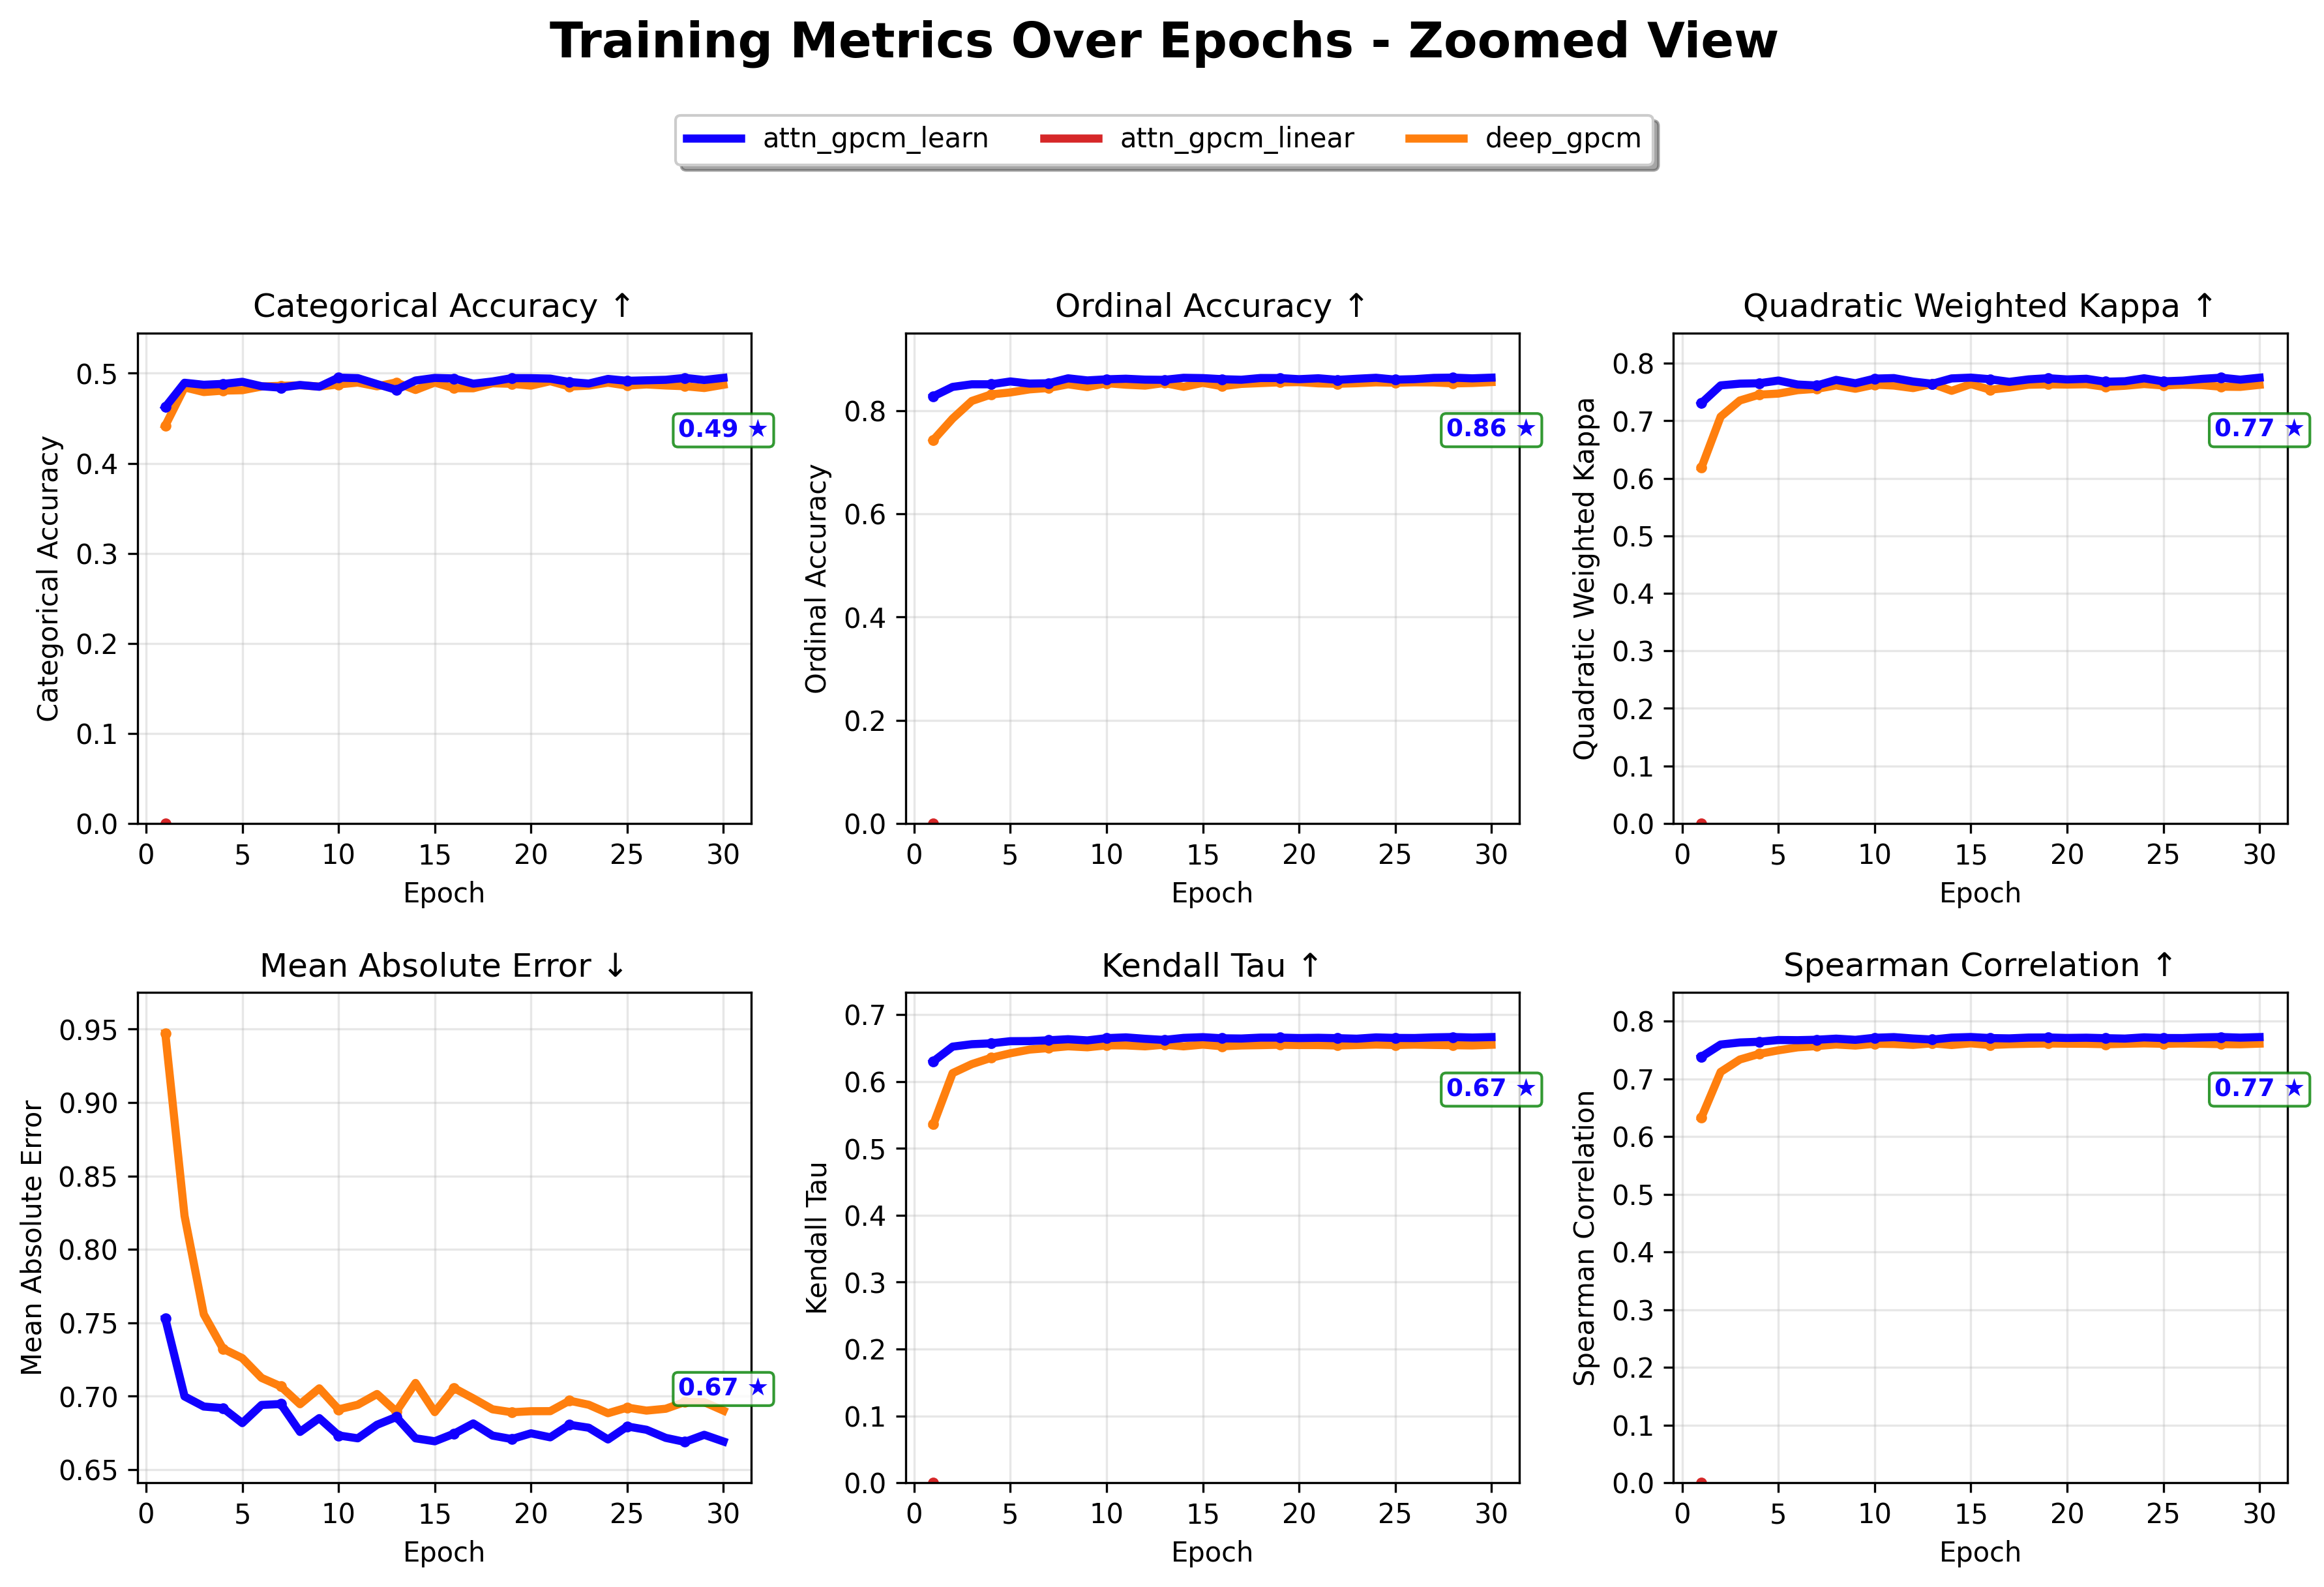 Training Metrics Over Epochs - Zoomed View
attn_gpcm_learn
attn_gpcm_linear
deep_gpcm
Categorical Accuracy ↑
Categorical Accuracy
0.5
0.4
0.3
0.2
0.1
0.0
0.49 ★
0 5 10 15 20 25 30
Epoch
Ordinal Accuracy ↑
Ordinal Accuracy
0.8
0.6
0.4
0.2
0.0
0.86 ★
0 5 10 15 20 25 30
Epoch
Quadratic Weighted Kappa ↑
Quadratic Weighted Kappa
0.8
0.7
0.6
0.5
0.4
0.3
0.2
0.1
0.0
0.77 ★
0 5 10 15 20 25 30
Epoch
Mean Absolute Error ↓
Mean Absolute Error
0.95
0.90
0.85
0.80
0.75
0.70
0.65
0.67 ★
0 5 10 15 20 25 30
Epoch
Kendall Tau ↑
Kendall Tau
0.7
0.6
0.5
0.4
0.3
0.2
0.1
0.0
0.67 ★
0 5 10 15 20 25 30
Epoch
Spearman Correlation ↑
Spearman Correlation
0.8
0.7
0.6
0.5
0.4
0.3
0.2
0.1
0.0
0.77 ★
0 5 10 15 20 25 30
Epoch